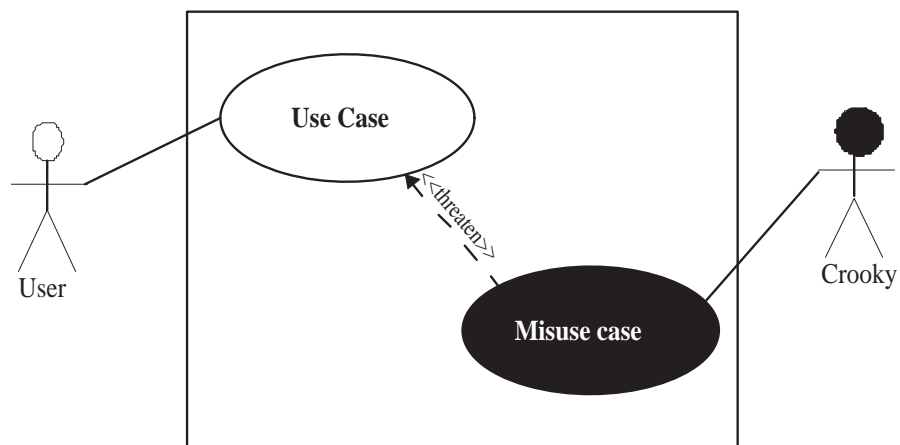 Use Case
<<threaten>>
User
Crooky
Misuse case